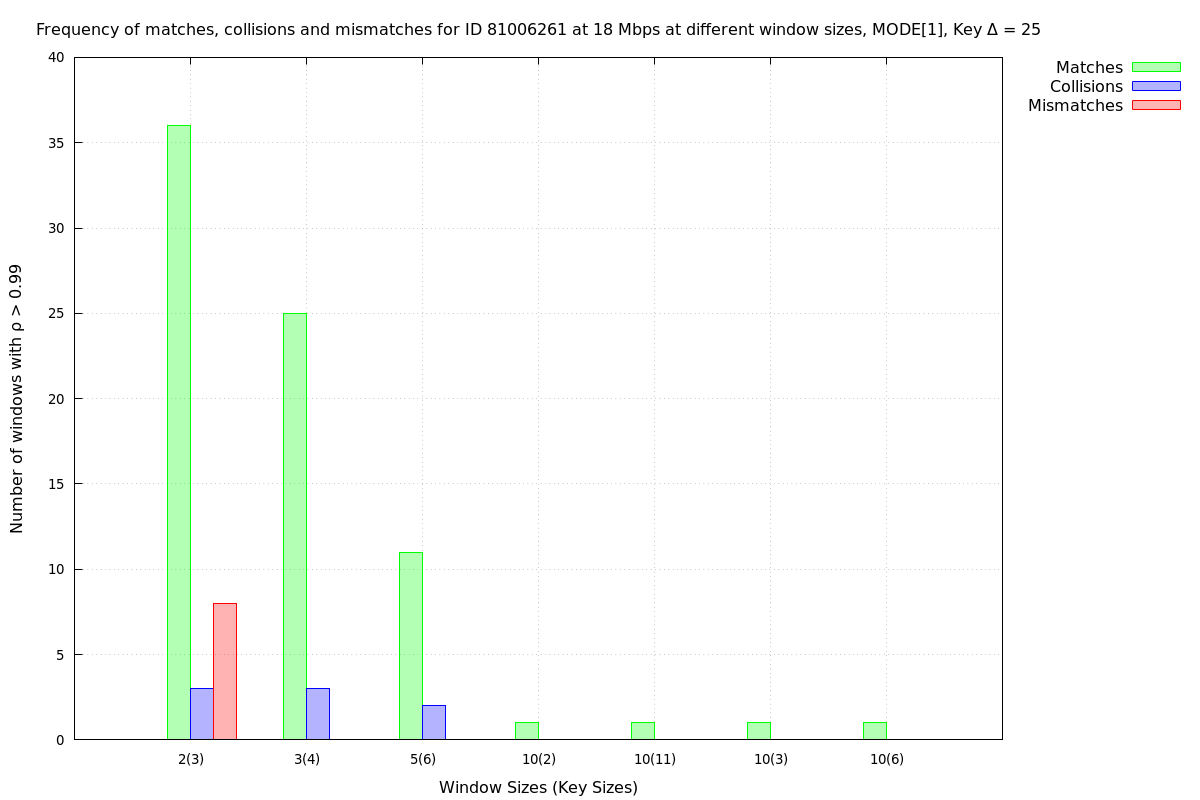 Frequency of matches, collisions and mismatches for ID 81006261 at 18 Mbps at different window sizes, MODE[1], Key Δ = 25
Matches
Collisions
Mismatches
Number of windows with ρ > 0.99
40
35
30
25
20
15
10
5
0
2(3) 3(4) 5(6) 10(2) 10(11) 10(3) 10(6)
Window Sizes (Key Sizes)